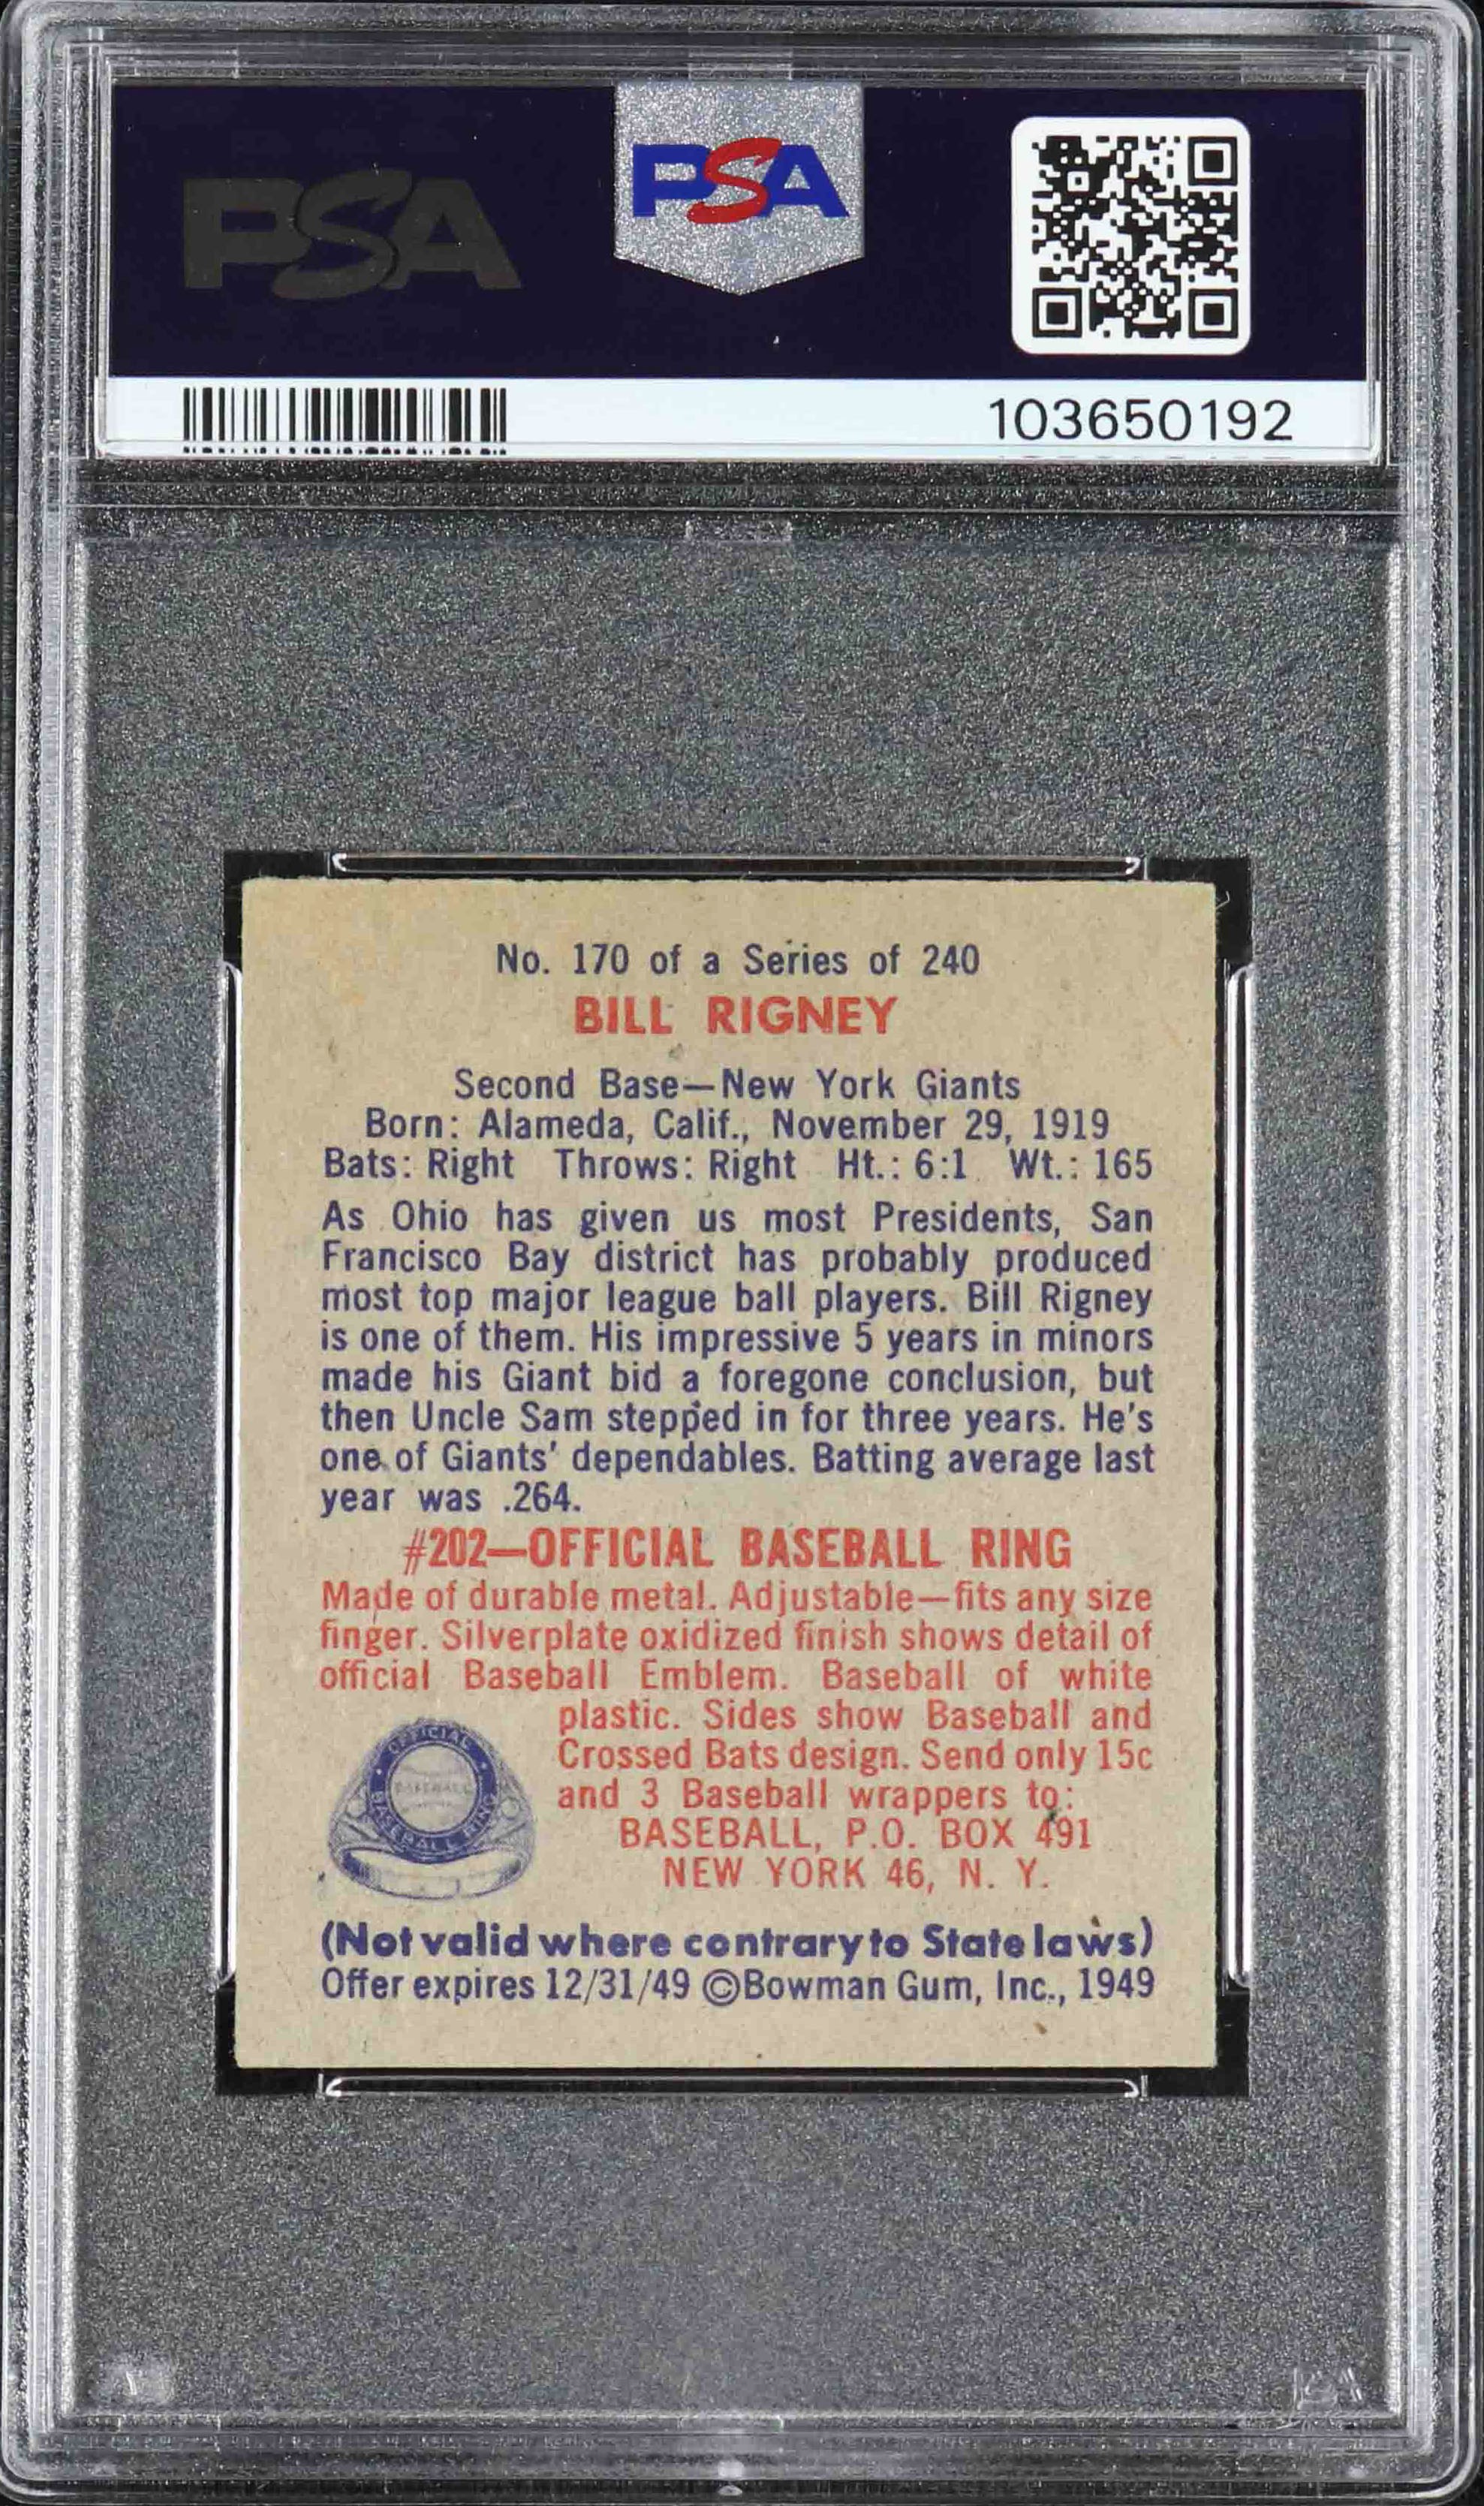 PSA
PSA
103650192
No. 170 of a Series of 240
BILL RIGNEY
Second Base—New York Giants
Born: Alameda, Calif., November 29, 1919
Bats: Right Throws: Right Ht.: 6:1 Wt.: 165
As Ohio has given us most Presidents, San
Francisco Bay district has probably produced
most top major league ball players. Bill Rigney
is one of them. His impressive 5 years in minors
made his Giant bid a foregone conclusion, but
then Uncle Sam stepped in for three years. He's
one of Giants' dependables. Batting average last
year was .264.
#202—OFFICIAL BASEBALL RING
Made of durable metal. Adjustable—fits any size
finger. Silverplate oxidized finish shows detail of
official Baseball Emblem. Baseball of white
plastic. Sides show Baseball and
Crossed Bats design. Send only 15c
and 3 Baseball wrappers to:
BASEBALL, P.O. BOX 491
NEW YORK 46, N. Y.
OFFICIAL
BASEBALL RING
(Not valid where contrary to State laws)
Offer expires 12/31/49 ©Bowman Gum, Inc., 1949